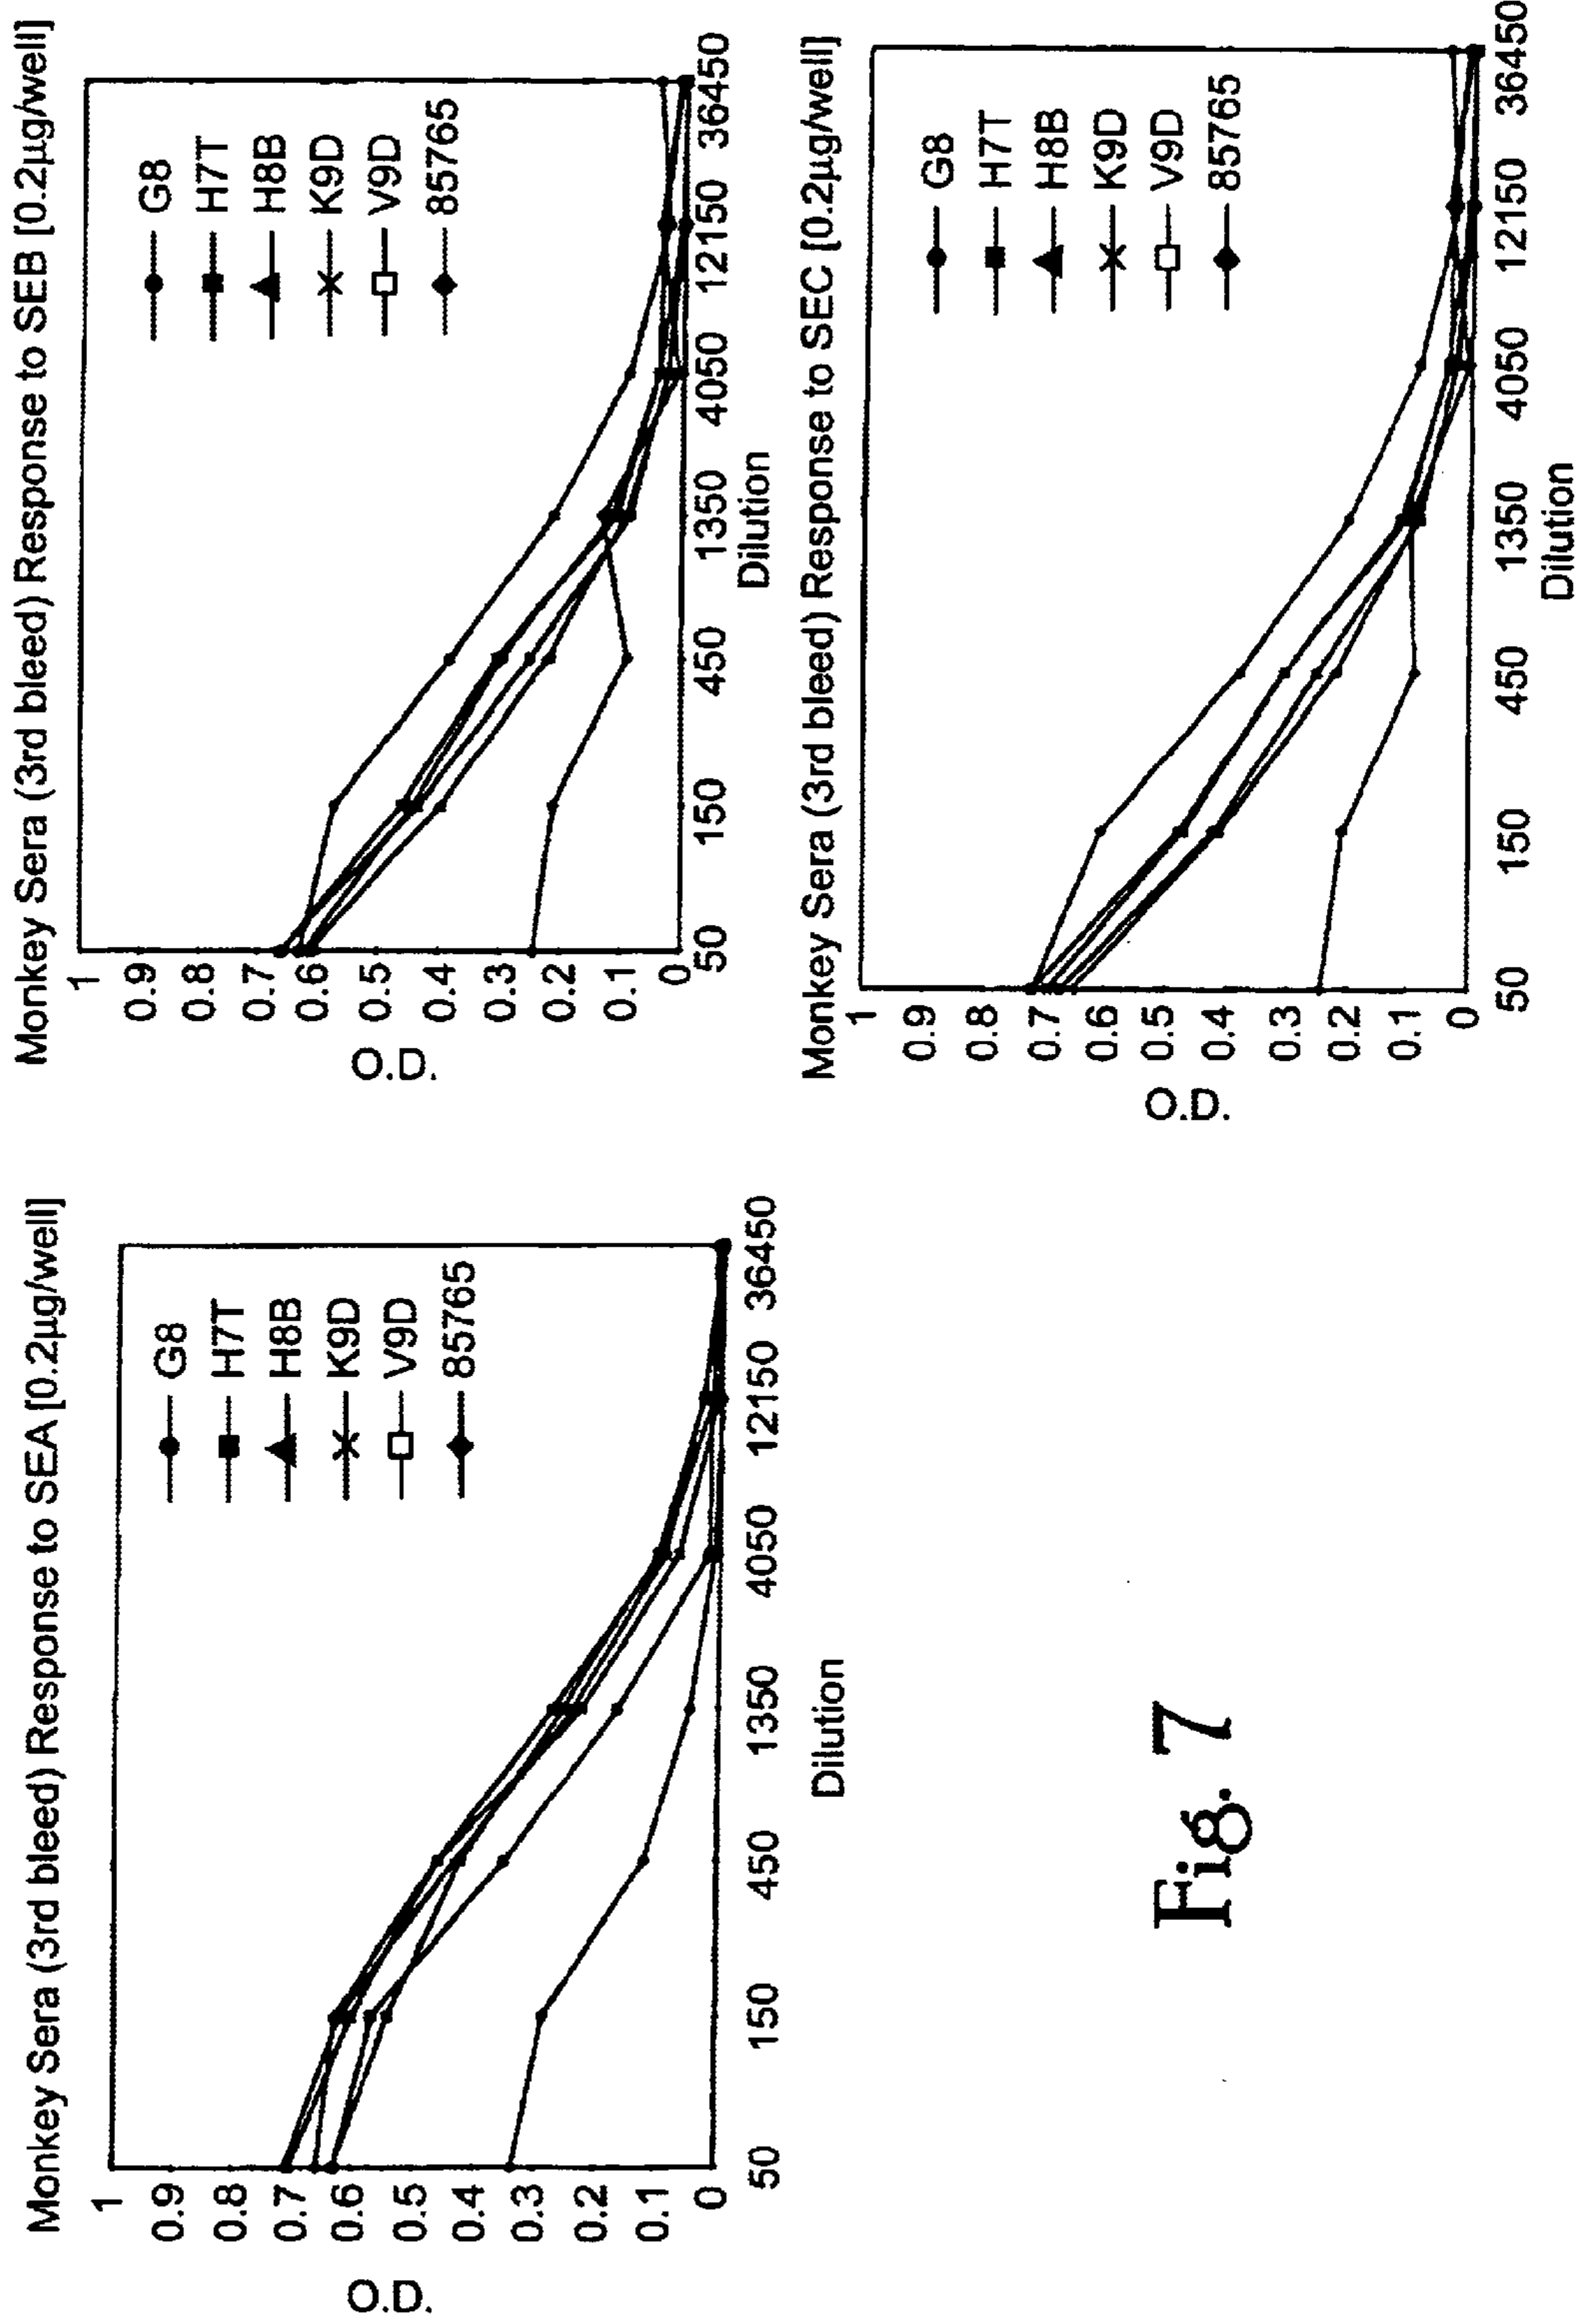 Monkey Sera (3rd bleed) Response to SEA [0.2µg/well]
O.D.
1
0.9
0.8
0.7
0.6
0.5
0.4
0.3
0.2
0.1
0
G8
H7T
H8B
K9D
V9D
85765
50 150 450 1350 4050 12150 36450
Dilution
Monkey Sera (3rd bleed) Response to SEB [0.2µg/well]
O.D.
1
0.9
0.8
0.7
0.6
0.5
0.4
0.3
0.2
0.1
0
G8
H7T
H8B
K9D
V9D
85765
50 150 450 1350 4050 12150 36450
Dilution
Monkey Sera (3rd bleed) Response to SEC [0.2µg/well]
O.D.
1
0.9
0.8
0.7
0.6
0.5
0.4
0.3
0.2
0.1
0
G8
H7T
H8B
K9D
V9D
85765
50 150 450 1350 4050 12150 36450
Dilution
Fig. 7